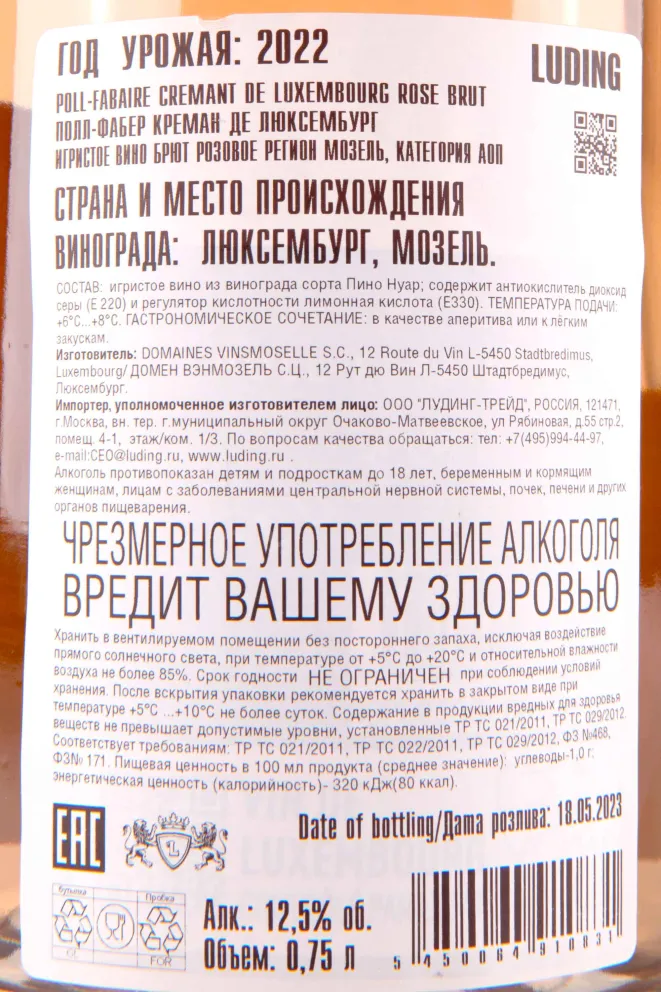 ГОД УРОЖАЯ: 2022
LUDING
POLL-FABAIRE CREMANT DE LUXEMBOURG ROSE BRUT
ПОЛЛ-ФАБЕР КРЕМАН ДЕ ЛЮКСЕМБУРГ
ИГРИСТОЕ ВИНО БРЮТ РОЗОВОЕ РЕГИОН МОЗЕЛЬ, КАТЕГОРИЯ АОП
СТРАНА И МЕСТО ПРОИСХОЖДЕНИЯ
ВИНОГРАДА: ЛЮКСЕМБУРГ, МОЗЕЛЬ.
СОСТАВ: игристое вино из винограда сорта Пино Нуар; содержит антиокислитель диоксид
серы (Е 220) и регулятор кислотности лимонная кислота (Е330). ТЕМПЕРАТУРА ПОДАЧИ:
+6°С...+8°С. ГАСТРОНОМИЧЕСКОЕ СОЧЕТАНИЕ: в качестве аперитива или к лёгким
закускам.
Изготовитель: DOMAINES VINSMOSELLE S.C., 12 Route du Vin L-5450 Stadtbredimus,
Luxembourg/ ДОМЕН ВЭНМОЗЕЛЬ С.Ц., 12 Рут дю Вин Л-5450 Штадтбредимус,
Люксембург.
Импортер, уполномоченное изготовителем лицо: ООО "ЛУДИНГ-ТРЕЙД", РОССИЯ, 121471,
г.Москва, вн. тер. г.муниципальный округ Очаково-Матвеевское, ул Рябиновая, д.55 стр.2,
помещ. 4-1, этаж/ком. 1/3. По вопросам качества обращаться: тел: +7(495)994-44-97,
e-mail:CEO@luding.ru, www.luding.ru .
Алкоголь противопоказан детям и подросткам до 18 лет, беременным и кормящим
женщинам, лицам с заболеваниями центральной нервной системы, почек, печени и других
органов пищеварения.
ЧРЕЗМЕРНОЕ УПОТРЕБЛЕНИЕ АЛКОГОЛЯ
ВРЕДИТ ВАШЕМУ ЗДОРОВЬЮ
Хранить в вентилируемом помещении без постороннего запаха, исключая воздействие
прямого солнечного света, при температуре от +5°С до +20°С и относительной влажности
воздуха не более 85%. Срок годности НЕ ОГРАНИЧЕН при соблюдении условий
хранения. После вскрытия упаковки рекомендуется хранить в закрытом виде при
температуре +5°С ...+10°С не более суток. Содержание в продукции вредных для здоровья
веществ не превышает допустимые уровни, установленные ТР ТС 021/2011, ТР ТС 029/2012.
Соответствует требованиям: ТР ТС 021/2011, ТР ТС 022/2011, ТР ТС 029/2012, ФЗ №468,
ФЗ№ 171. Пищевая ценность в 100 мл продукта (среднее значение): углеводы-1,0 г;
энергетическая ценность (калорийность)- 320 кДж(80 ккал).
Date of bottling/Дата розлива: 18.05.2023
EAC
L
бутылка
Пробка
GL
FOR
Алк.: 12,5% об.
Объем: 0,75 л
5 450064 910831